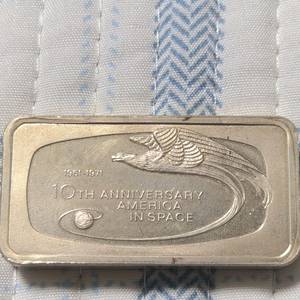 1961-1971
10TH ANNIVERSARY
AMERICA
IN SPACE